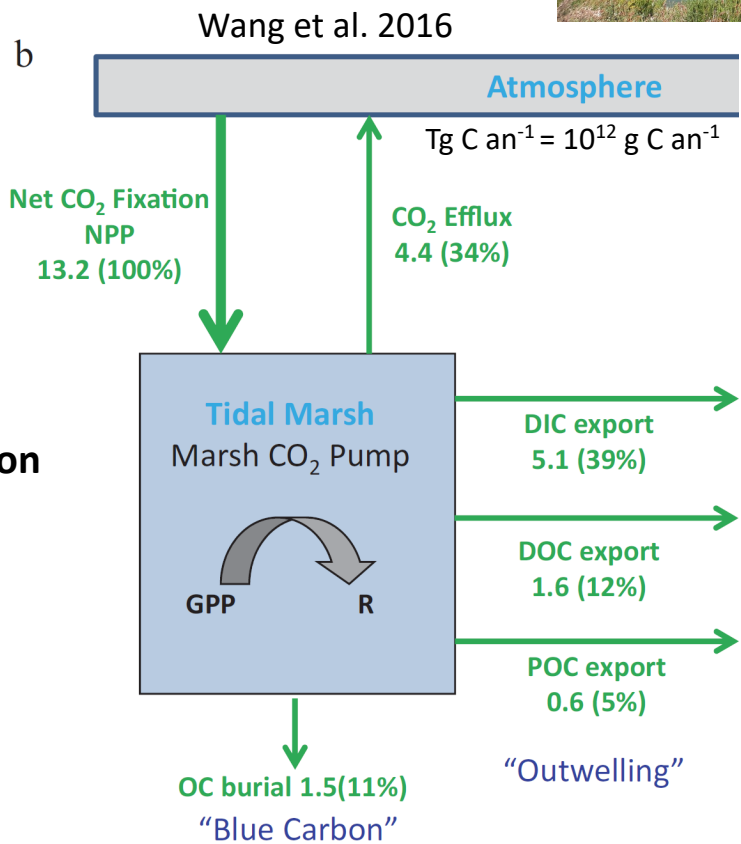 Wang et al. 2016
b
Atmosphere
Tg C an⁻¹ = 10¹² g C an⁻¹
Net CO₂ Fixation
NPP
13.2 (100%)
CO₂ Efflux
4.4 (34%)
Tidal Marsh
Marsh CO₂ Pump
GPP
R
on
DIC export
5.1 (39%)
DOC export
1.6 (12%)
POC export
0.6 (5%)
"Outwelling"
OC burial 1.5(11%)
"Blue Carbon"